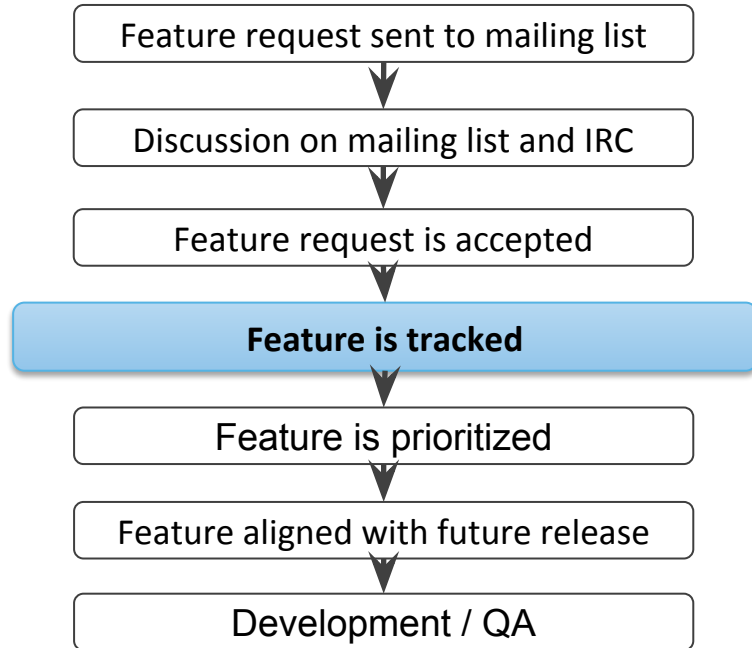 Feature request sent to mailing list
Discussion on mailing list and IRC
Feature request is accepted
Feature is tracked
Feature is prioritized
Feature aligned with future release
Development / QA